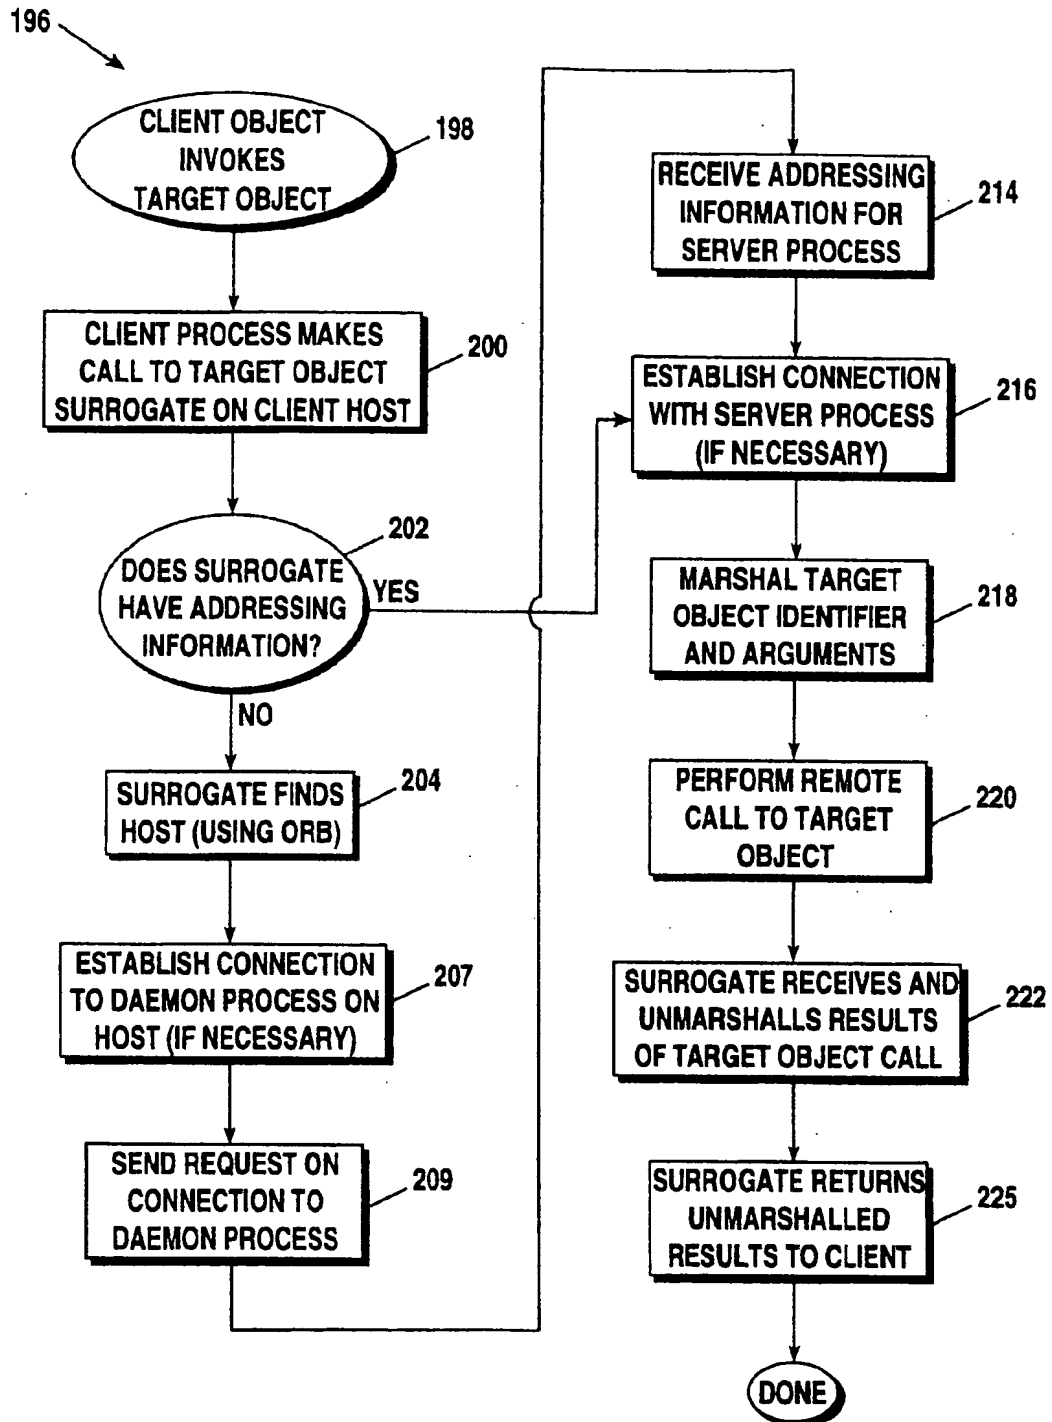 196
CLIENT OBJECT
INVOKES
TARGET OBJECT
198
CLIENT PROCESS MAKES
CALL TO TARGET OBJECT
SURROGATE ON CLIENT HOST
200
202
DOES SURROGATE
HAVE ADDRESSING
INFORMATION?
YES
NO
SURROGATE FINDS
HOST (USING ORB)
204
ESTABLISH CONNECTION
TO DAEMON PROCESS ON
HOST (IF NECESSARY)
207
SEND REQUEST ON
CONNECTION TO
DAEMON PROCESS
209
RECEIVE ADDRESSING
INFORMATION FOR
SERVER PROCESS
214
ESTABLISH CONNECTION
WITH SERVER PROCESS
(IF NECESSARY)
216
MARSHAL TARGET
OBJECT IDENTIFIER
AND ARGUMENTS
218
PERFORM REMOTE
CALL TO TARGET
OBJECT
220
SURROGATE RECEIVES AND
UNMARSHALLS RESULTS
OF TARGET OBJECT CALL
222
SURROGATE RETURNS
UNMARSHALLED
RESULTS TO CLIENT
225
DONE